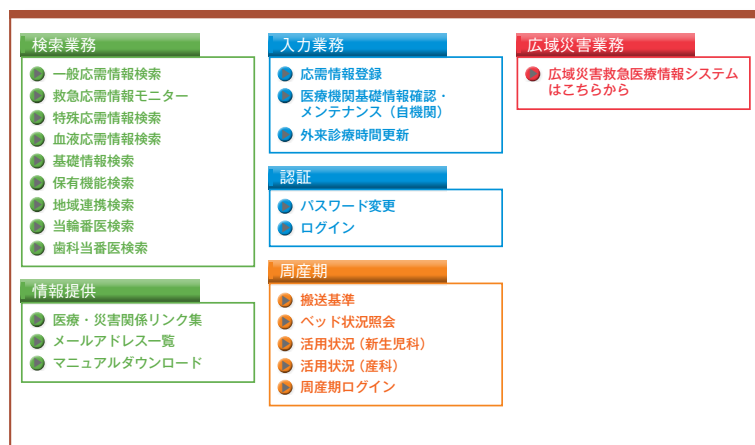 検索業務
一般応需情報検索
救急応需情報モニター
特殊応需情報検索
血液応需情報検索
基礎情報検索
保有機能検索
地域連携検索
当輪番医検索
歯科当番医検索
情報提供
医療・災害関係リンク集
メールアドレス一覧
マニュアルダウンロード
入力業務
応需情報登録
医療機関基礎情報確認・
メンテナンス（自機関）
外来診療時間更新
認証
パスワード変更
ログイン
周産期
搬送基準
ベッド状況照会
活用状況（新生児科）
活用状況（産科）
周産期ログイン
広域災害業務
広域災害救急医療情報システム
はこちらから